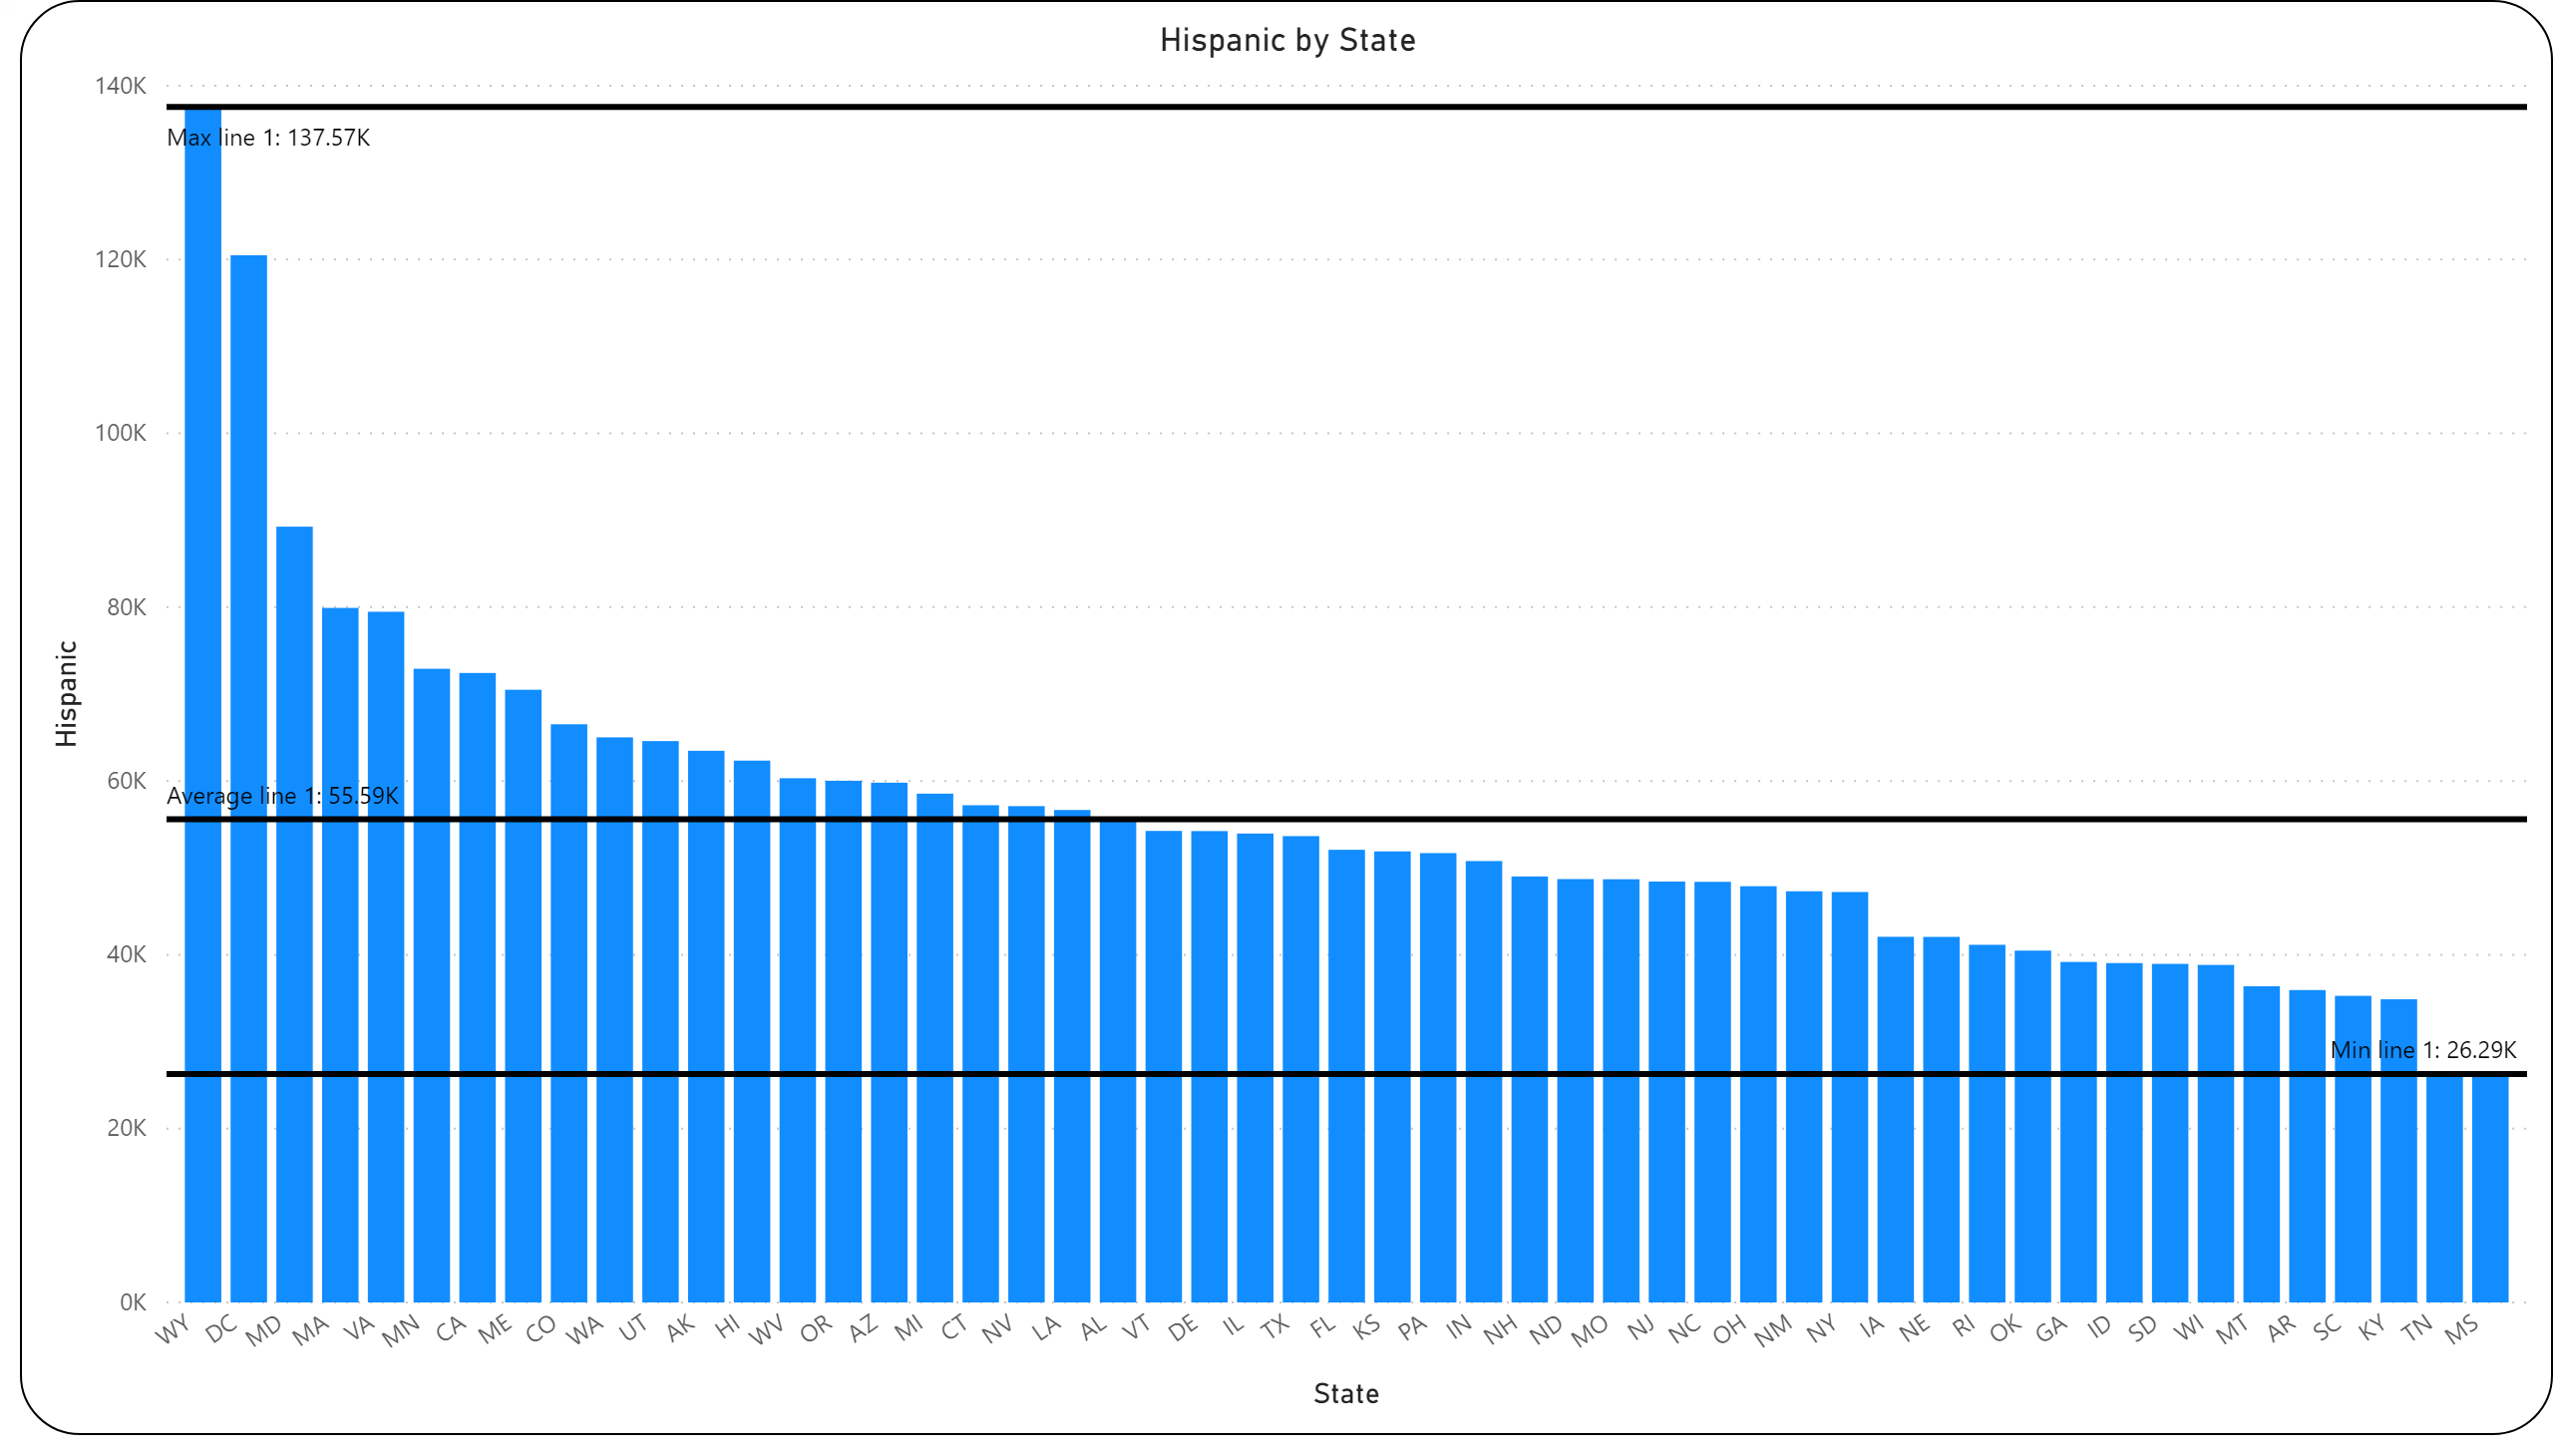 Hispanic by State
140K
Max line 1: 137.57K
120K
100K
80K
Hispanic
60K
Average line 1: 55.59K
40K
Min line 1: 26.29K
20K
0K
WY DC MD MA VA MN CA ME CO WA UT AK HI WV OR AZ MI CT NV LA AL VT DE IL TX FL KS PA IN NH ND MO NJ NC OH NM NY IA NE RI OK GA ID SD WI MT AR SC KY TN MS
State